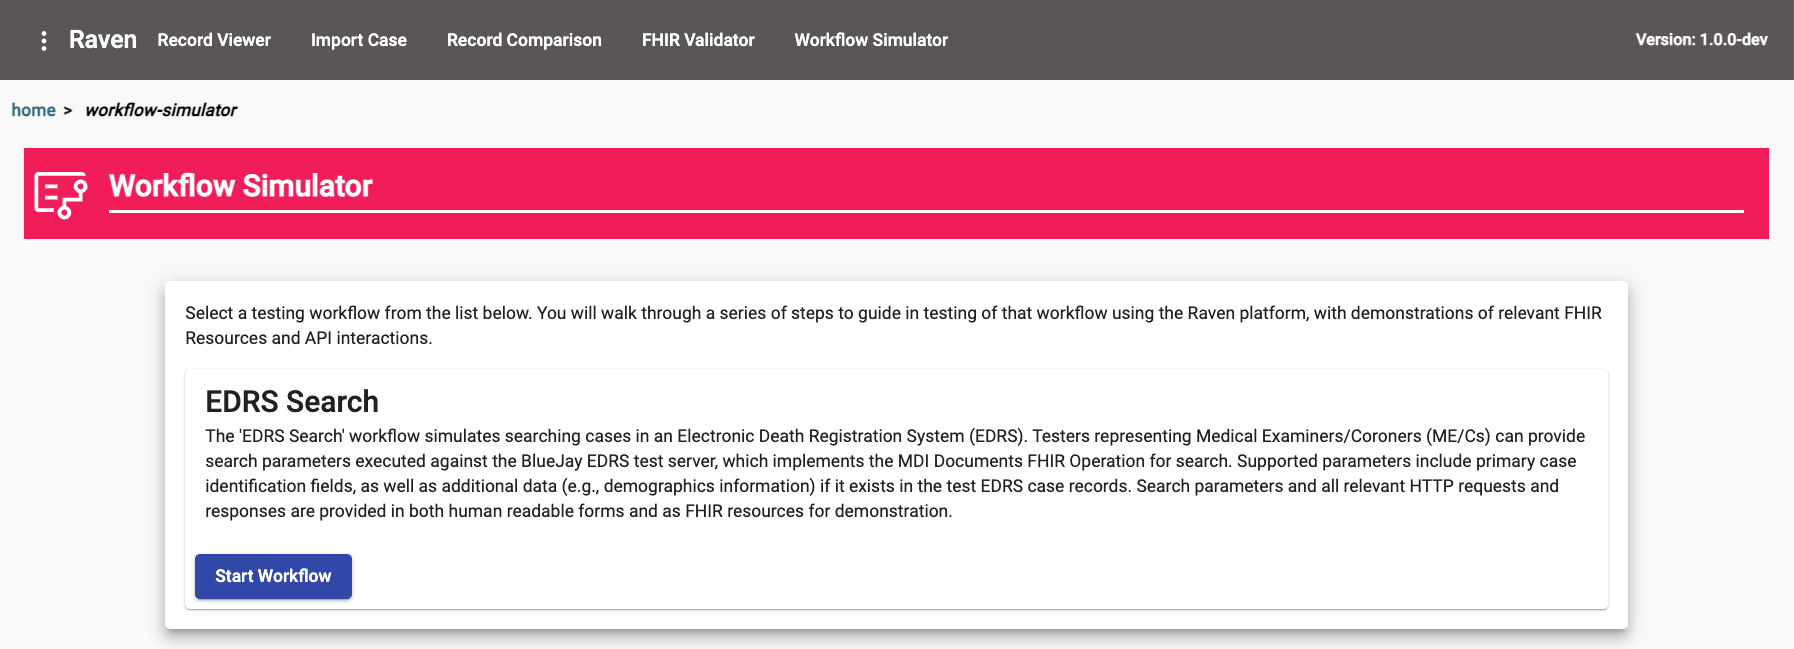 Raven Record Viewer Import Case Record Comparison FHIR Validator Workflow Simulator Version: 1.0.0-dev
home > workflow-simulator
Workflow Simulator
Select a testing workflow from the list below. You will walk through a series of steps to guide in testing of that workflow using the Raven platform, with demonstrations of relevant FHIR
Resources and API interactions.
EDRS Search
The 'EDRS Search' workflow simulates searching cases in an Electronic Death Registration System (EDRS). Testers representing Medical Examiners/Coroners (ME/Cs) can provide
search parameters executed against the BlueJay EDRS test server, which implements the MDI Documents FHIR Operation for search. Supported parameters include primary case
identification fields, as well as additional data (e.g., demographics information) if it exists in the test EDRS case records. Search parameters and all relevant HTTP requests and
responses are provided in both human readable forms and as FHIR resources for demonstration.
Start Workflow